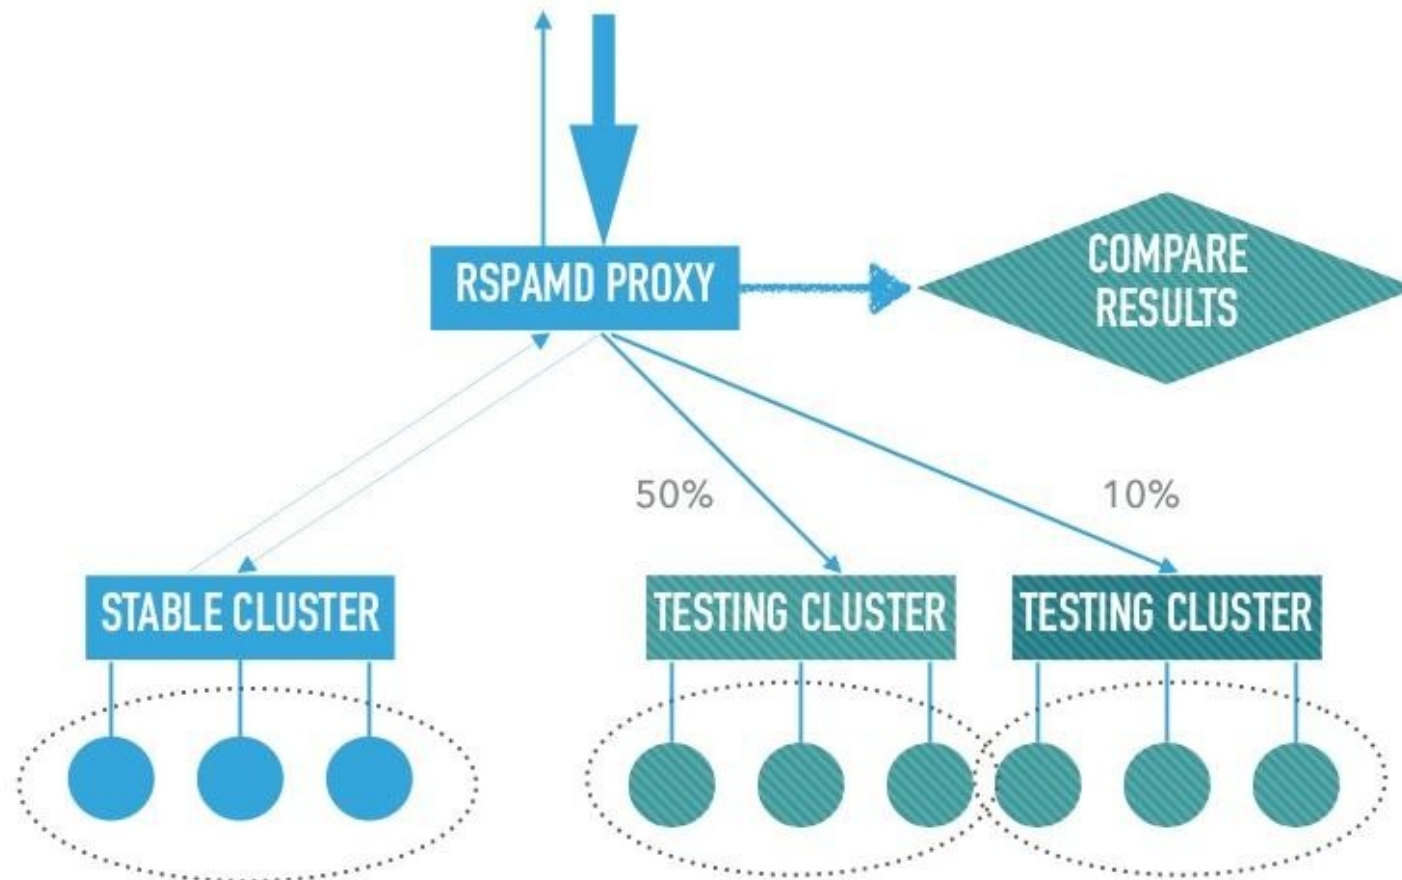 RSPAMD PROXY
COMPARE
RESULTS
50%
10%
STABLE CLUSTER
TESTING CLUSTER
TESTING CLUSTER